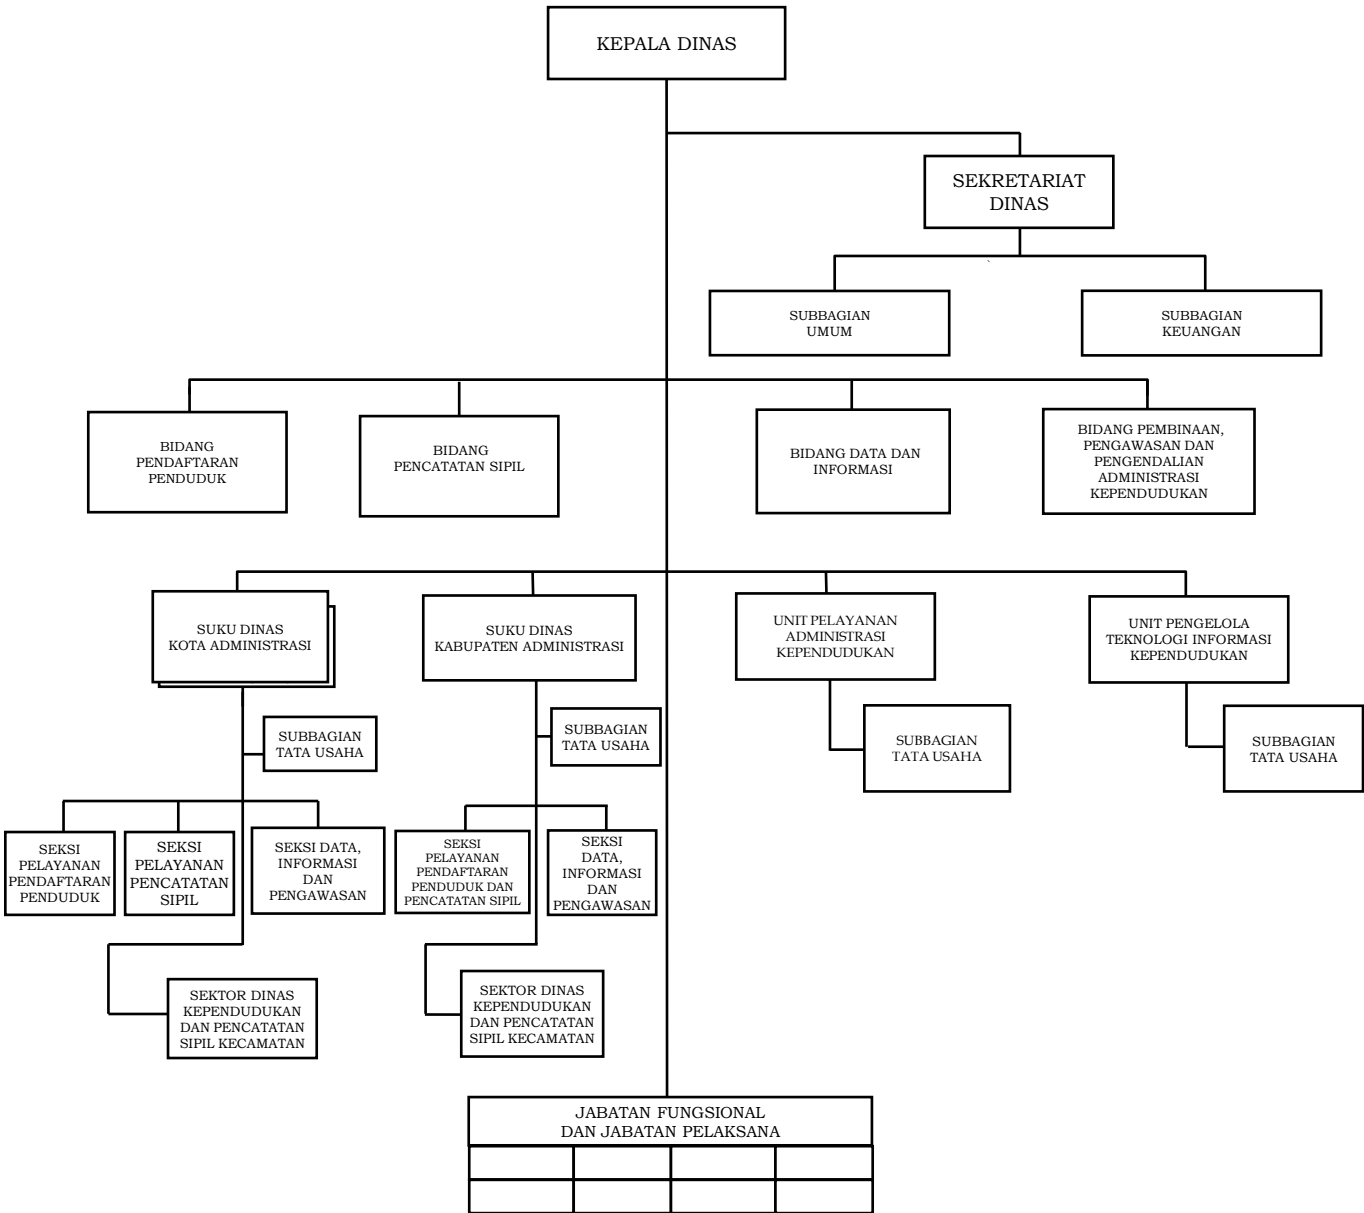 KEPALA DINAS
SEKRETARIAT
DINAS
SUBBAGIAN
UMUM
SUBBAGIAN
KEUANGAN
BIDANG
PENDAFTARAN
PENDUDUK
BIDANG
PENCATATAN SIPIL
BIDANG DATA DAN
INFORMASI
BIDANG PEMBINAAN,
PENGAWASAN DAN
PENGENDALIAN
ADMINISTRASI
KEPENDUDUKAN
SUKU DINAS
KOTA ADMINISTRASI
SUKU DINAS
KABUPATEN ADMINISTRASI
UNIT PELAYANAN
ADMINISTRASI
KEPENDUDUKAN
UNIT PENGELOLA
TEKNOLOGI INFORMASI
KEPENDUDUKAN
SUBBAGIAN
TATA USAHA
SUBBAGIAN
TATA USAHA
SUBBAGIAN
TATA USAHA
SUBBAGIAN
TATA USAHA
SEKSI
PELAYANAN
PENDAFTARAN
PENDUDUK
SEKSI
PELAYANAN
PENCATATAN
SIPIL
SEKSI DATA,
INFORMASI
DAN
PENGAWASAN
SEKSI
PELAYANAN
PENDAFTARAN
PENDUDUK DAN
PENCATATAN SIPIL
SEKSI
DATA,
INFORMASI
DAN
PENGAWASAN
SEKTOR DINAS
KEPENDUDUKAN
DAN PENCATATAN
SIPIL KECAMATAN
SEKTOR DINAS
KEPENDUDUKAN
DAN PENCATATAN
SIPIL KECAMATAN
JABATAN FUNGSIONAL
DAN JABATAN PELAKSANA